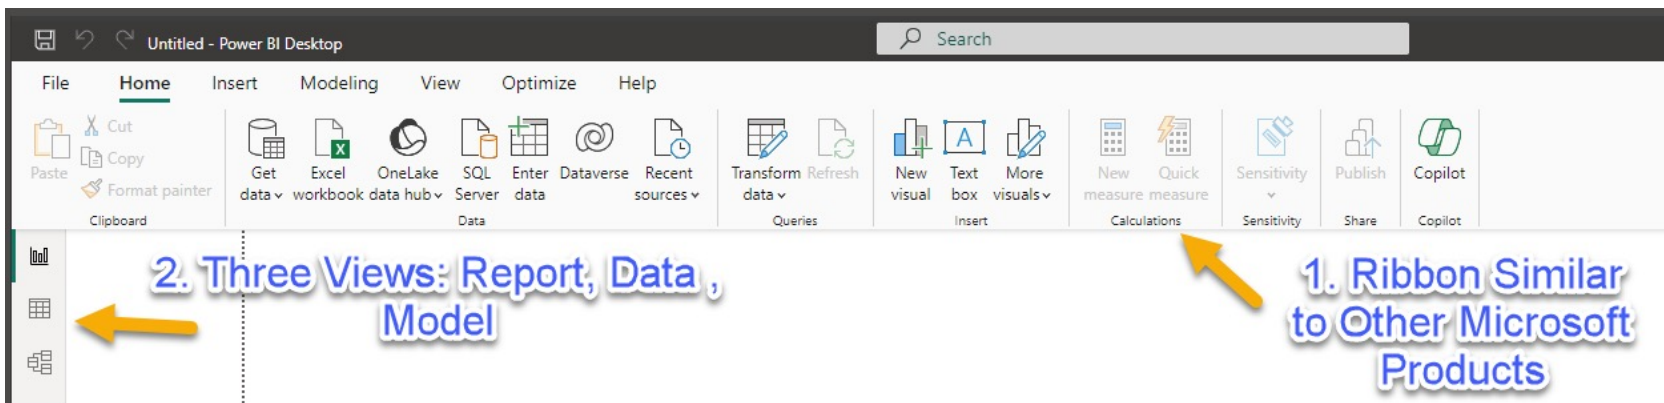 Untitled - Power BI Desktop
Search
File Home Insert Modeling View Optimize Help
Paste
Cut
Copy
Format painter
Clipboard
Get data
Excel workbook
OneLake data hub
SQL Server
Enter data
Dataverse
Recent sources
Data
Transform data
Refresh
Queries
New visual
A
Text box
More visuals
Insert
New measure
Quick measure
Calculations
Sensitivity
Sensitivity
Publish
Share
Copilot
Copilot
2. Three Views: Report, Data ,
Model
1. Ribbon Similar
to Other Microsoft
Products